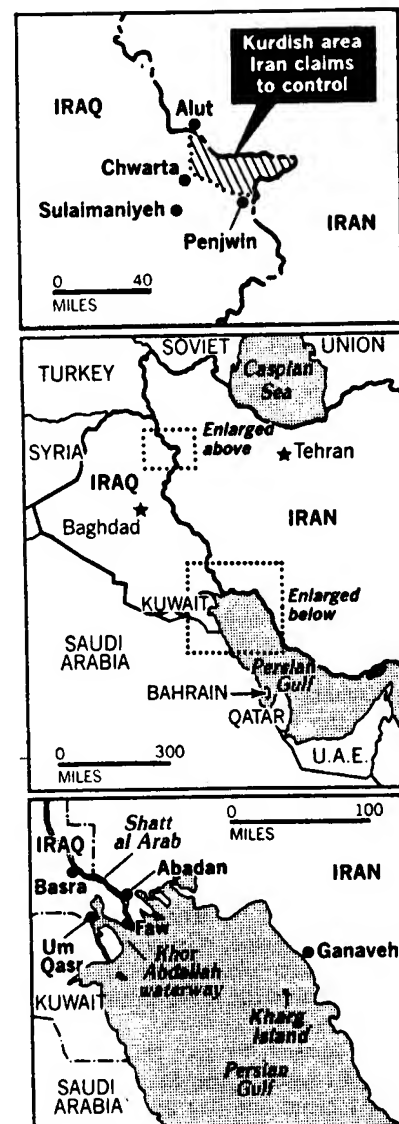 Kurdish area
Iran claims
to control
IRAQ
Alut
Chwarta
Sulaimaniyeh
Penjwin
IRAN
0 40
MILES
SOVIET UNION
TURKEY
Caspian
Sea
SYRIA
Enlarged
above
Tehran
IRAQ
Baghdad
IRAN
KUWAIT
Enlarged
below
SAUDI
ARABIA
Persian
Gulf
BAHRAIN
QATAR
U.A.E.
0 300
MILES
0 100
MILES
IRAQ
Shatt
al Arab
Abadan
IRAN
Basra
Faw
Um
Qasr
Khor
Abdallah
waterway
Ganaveh
KUWAIT
Kharg
Island
Persian
Gulf
SAUDI
ARABIA